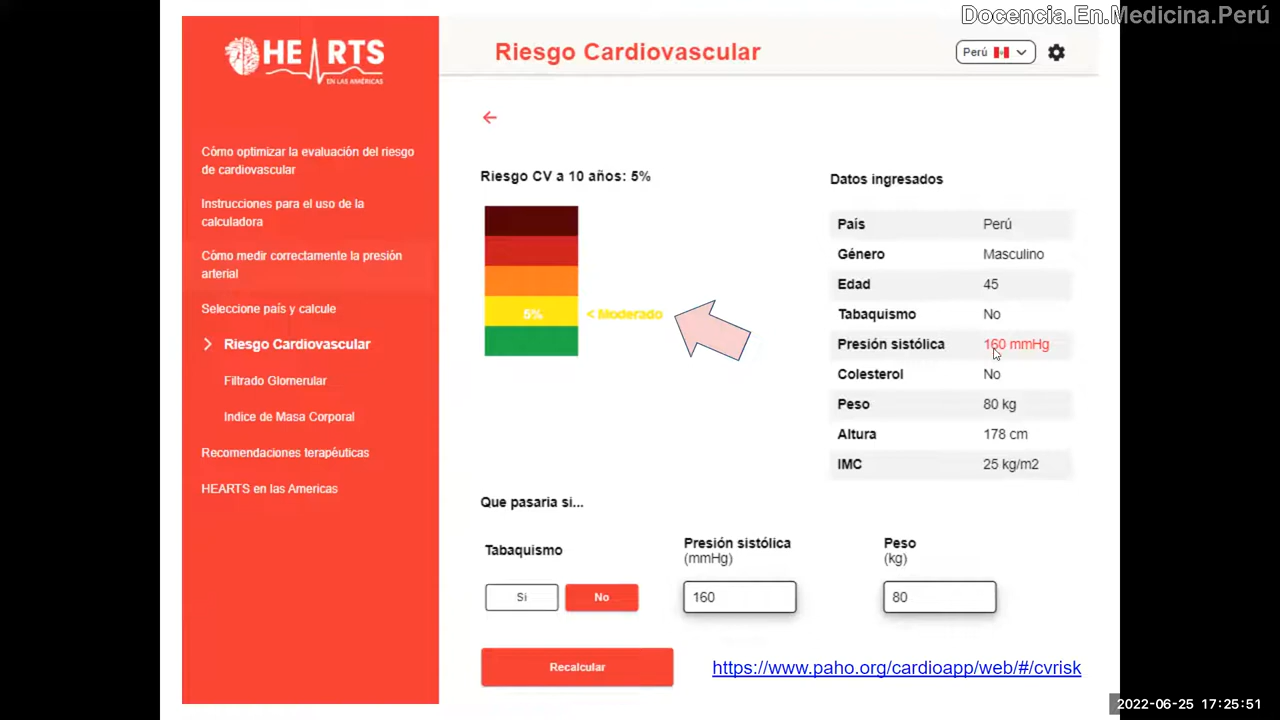 Docencia.En.Medicina.Perú
HEARTS
EN LAS AMÉRICAS
Riesgo Cardiovascular
Perú
Cómo optimizar la evaluación del riesgo
de cardiovascular
Instrucciones para el uso de la
calculadora
Cómo medir correctamente la presión
arterial
Seleccione país y calcule
Riesgo Cardiovascular
Filtrado Glomerular
Indice de Masa Corporal
Recomendaciones terapéuticas
HEARTS en las Americas
Riesgo CV a 10 años: 5%
5% < Moderado
Datos ingresados
País Perú
Género Masculino
Edad 45
Tabaquismo No
Presión sistólica 160 mmHg
Colesterol No
Peso 80 kg
Altura 178 cm
IMC 25 kg/m2
Que pasaria si...
Tabaquismo
Si No
Presión sistólica
(mmHg)
160
Peso
(kg)
80
Recalcular
https://www.paho.org/cardioapp/web/#/cvrisk
2022-06-25 17:25:51